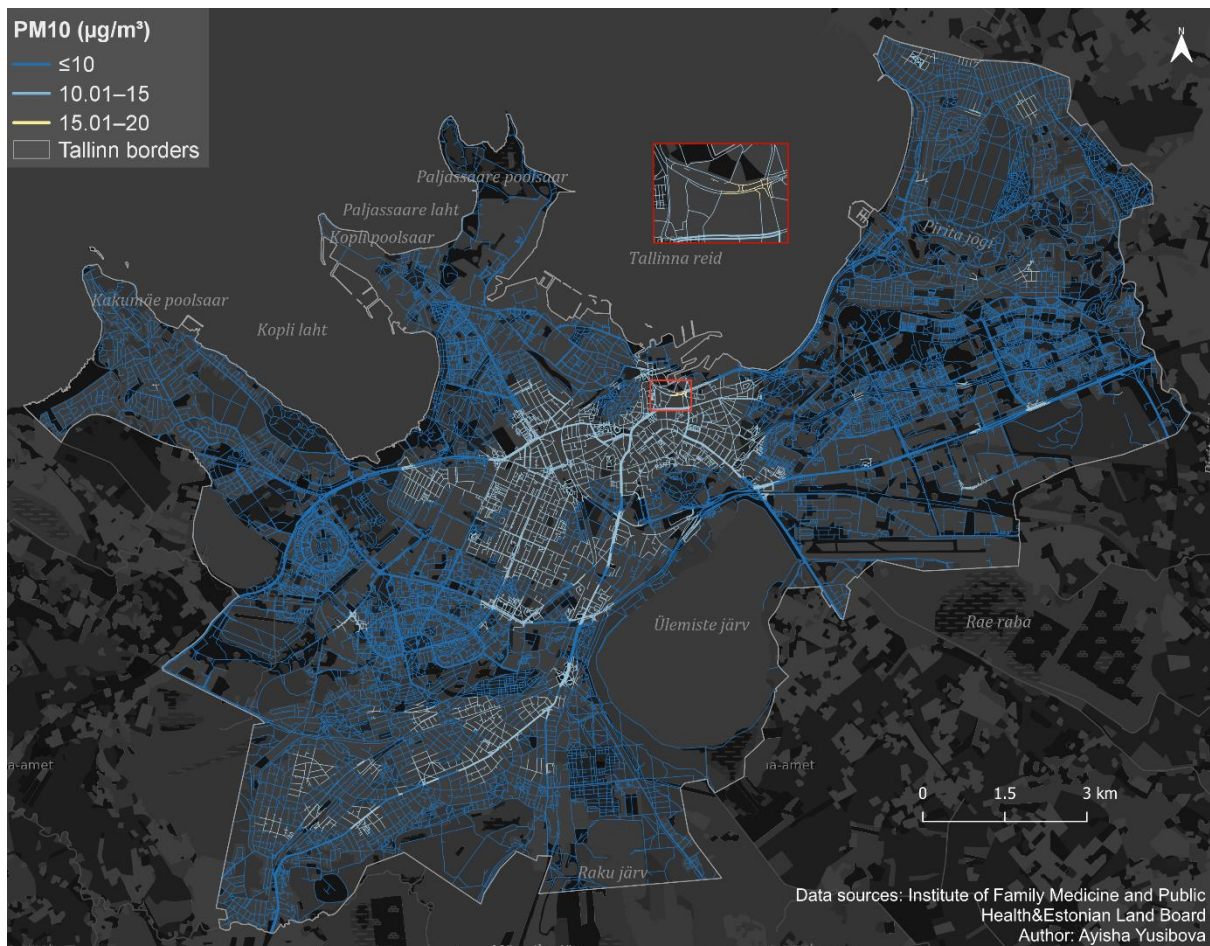 PM10 (µg/m³)
≤10
10.01–15
15.01–20
Tallinn borders
N
Paljassaare poolsaar
Paljassaare laht
Kopli poolsaar
Pirita jõgi
Tallinna reid
Kakumäe poolsaar
Kopli laht
Ülemiste järv
Rae raba
a-amet
ıa-amet
0 1.5 3 km
Raku järv
Data sources: Institute of Family Medicine and Public
Health&Estonian Land Board
Author: Ayisha Yusibova